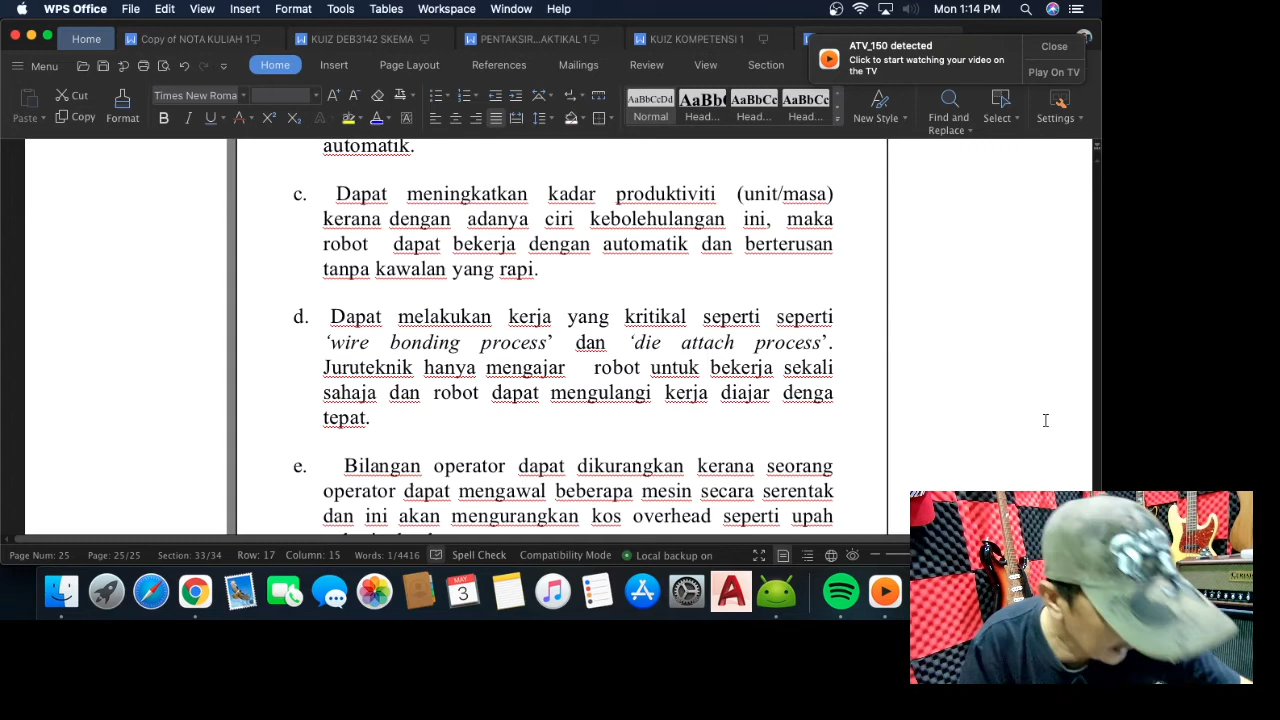 WPS Office File Edit View Insert Format Tools Tables Workspace Window Help Mon 1:14 PM
Home Copy of NOTA KULIAH 1 KUIZ DEB3142 SKEMA PENTAKSIR...AKTIKAL 1 KUIZ KOMPETENSI 1
ATV_150 detected
Click to start watching your video on
the TV
Close
Play On TV
Menu Home Insert Page Layout References Mailings Review View Section
Cut Times New Roma AaBbCcDd AaBb AaBbCc AaBbCc
Paste Copy Format B I U A X² X₂ A A Normal Head... Head... Head... New Style Find and
Replace Select Settings
automatik.
c. Dapat meningkatkan kadar produktiviti (unit/masa)
kerana dengan adanya ciri kebolehulangan ini, maka
robot dapat bekerja dengan automatik dan berterusan
tanpa kawalan yang rapi.
d. Dapat melakukan kerja yang kritikal seperti seperti
‘wire bonding process’ dan ‘die attach process’.
Juruteknik hanya mengajar robot untuk bekerja sekali
sahaja dan robot dapat mengulangi kerja diajar denga
tepat.
e. Bilangan operator dapat dikurangkan kerana seorang
operator dapat mengawal beberapa mesin secara serentak
dan ini akan mengurangkan kos overhead seperti upah
Page Num: 25 Page: 25/25 Section: 33/34 Row: 17 Column: 15 Words: 1/4416 Spell Check Compatibility Mode Local backup on
MAY
3